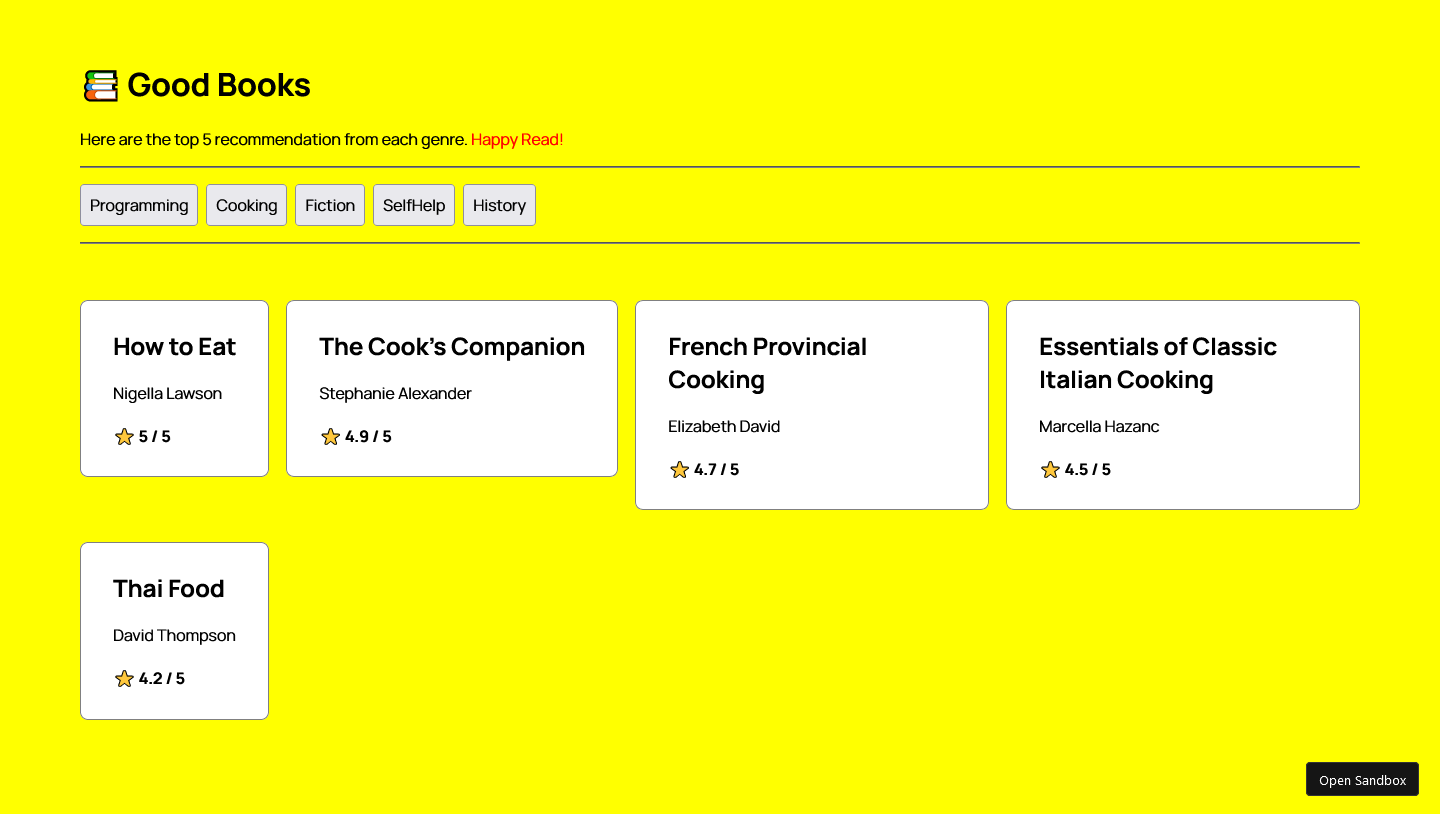 📚 Good Books
Here are the top 5 recommendation from each genre. Happy Read!
Programming Cooking Fiction SelfHelp History
How to Eat
Nigella Lawson
⭐ 5 / 5
The Cook's Companion
Stephanie Alexander
⭐ 4.9 / 5
French Provincial
Cooking
Elizabeth David
⭐ 4.7 / 5
Essentials of Classic
Italian Cooking
Marcella Hazanc
⭐ 4.5 / 5
Thai Food
David Thompson
⭐ 4.2 / 5
Open Sandbox